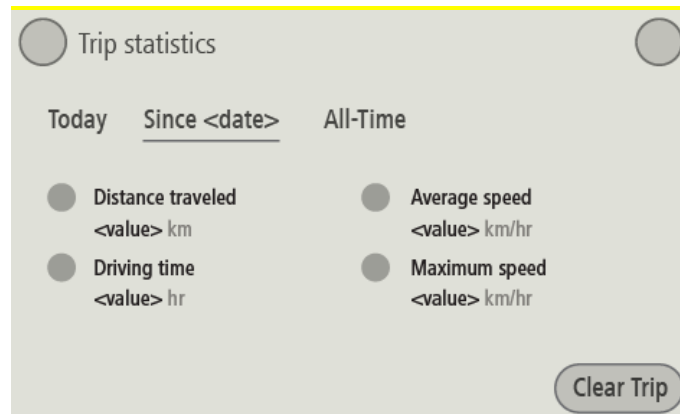 Trip statistics
Today Since <date> All-Time
Distance traveled Average speed
<value> km <value> km/hr
Driving time Maximum speed
<value> hr <value> km/hr
Clear Trip